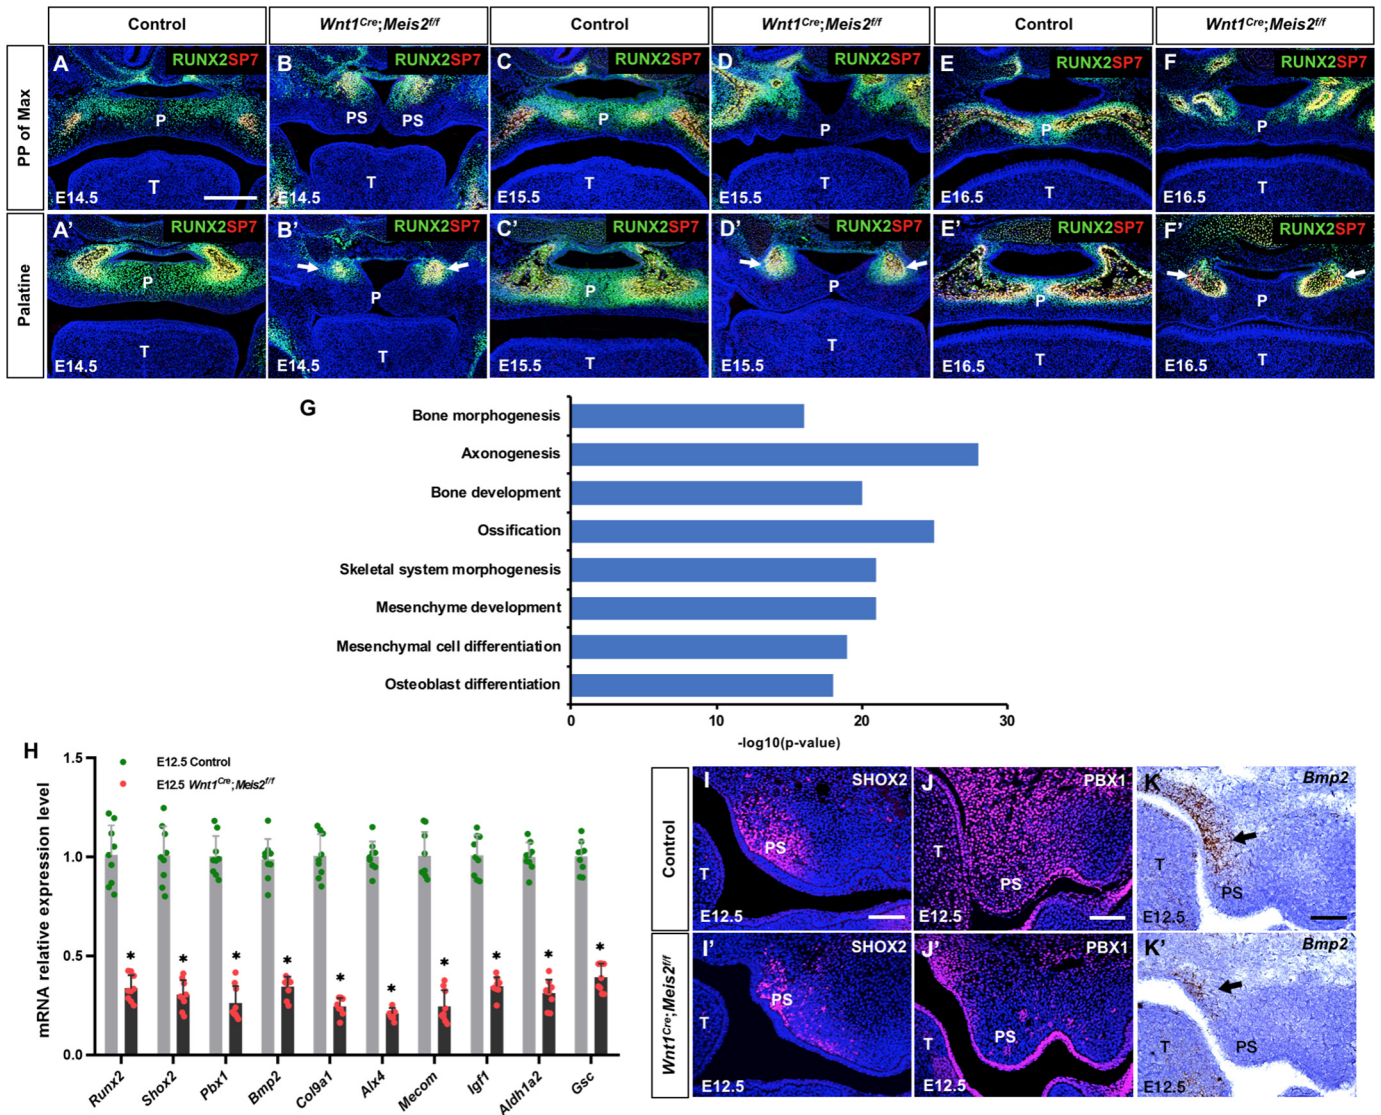 Control
Wnt1Cre;Meis2f/f
Control
Wnt1Cre;Meis2f/f
Control
Wnt1Cre;Meis2f/f
PP of Max
A RUNX2SP7 P T E14.5
B RUNX2SP7 PS PS T E14.5
C RUNX2SP7 P T E15.5
D RUNX2SP7 P T E15.5
E RUNX2SP7 P T E16.5
F RUNX2SP7 P T E16.5
Palatine
A' RUNX2SP7 P T E14.5
B' RUNX2SP7 P T E14.5
C' RUNX2SP7 P T E15.5
D' RUNX2SP7 P T E15.5
E' RUNX2SP7 P T E16.5
F' RUNX2SP7 P T E16.5
G
Bone morphogenesis
Axonogenesis
Bone development
Ossification
Skeletal system morphogenesis
Mesenchyme development
Mesenchymal cell differentiation
Osteoblast differentiation
0 10 20 30
-log10(p-value)
H
mRNA relative expression level
1.5
1.0
0.5
0.0
E12.5 Control
E12.5 Wnt1Cre;Meis2f/f
* * * * * * * * * *
Runx2 Shox2 Pbx1 Bmp2 Col9a1 Alx4 Mecom Igf1 Aldh1a2 Gsc
Control
I SHOX2 PS T E12.5
J PBX1 T PS E12.5
K Bmp2 T PS E12.5
Wnt1Cre;Meis2f/f
I' SHOX2 PS T E12.5
J' PBX1 PS T E12.5
K' Bmp2 T PS E12.5